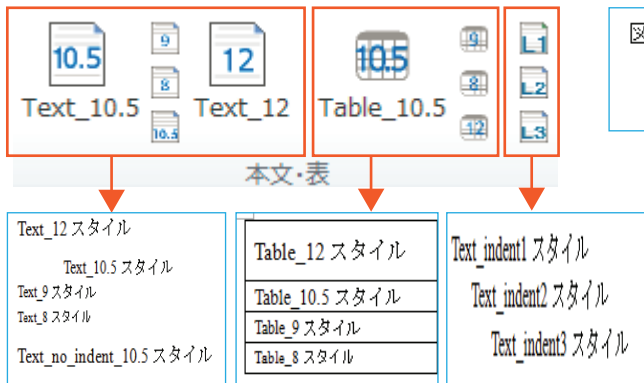 10.5
9
8
10.5
12
10.5
9
8
12
L1
L2
L3
Text_10.5
Text_12
Table_10.5
本文・表
Text_12 スタイル
Text_10.5 スタイル
Text_9 スタイル
Text_8 スタイル
Text_no_indent_10.5 スタイル
Table_12 スタイル
Table_10.5 スタイル
Table_9 スタイル
Table_8 スタイル
Text_indent1 スタイル
Text_indent2 スタイル
Text_indent3 スタイル